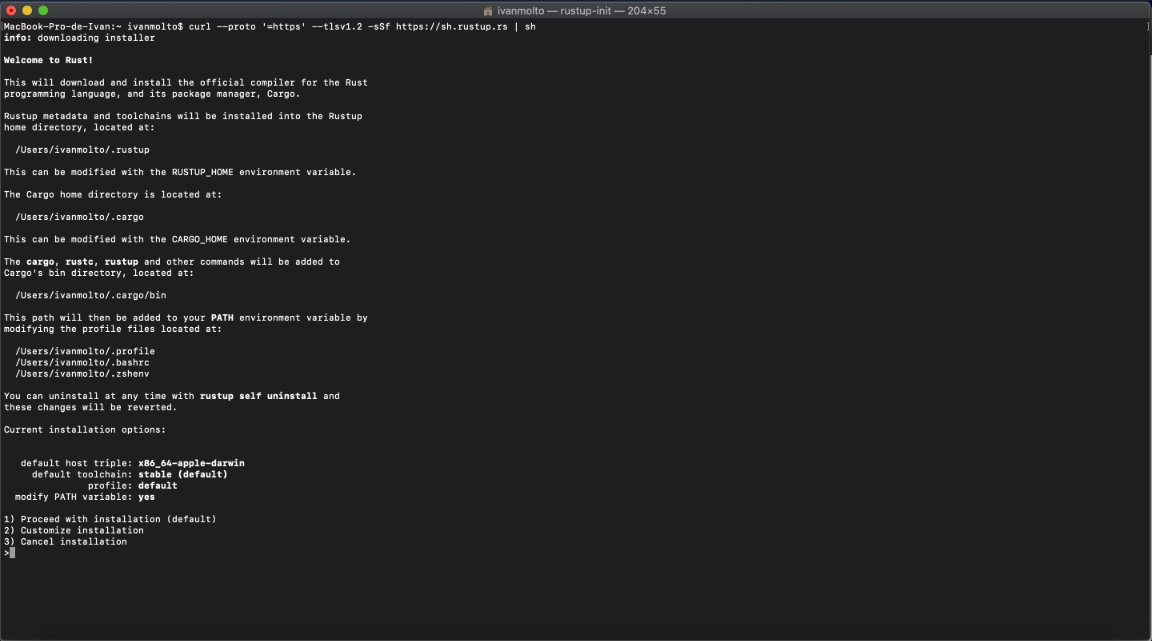 ivanmolto — rustup-init — 204×55
[MacBook-Pro-de-Ivan:~ ivanmolto$ curl --proto '=https' --tlsv1.2 -sSf https://sh.rustup.rs | sh ]
info: downloading installer
Welcome to Rust!
This will download and install the official compiler for the Rust
programming language, and its package manager, Cargo.
Rustup metadata and toolchains will be installed into the Rustup
home directory, located at:
/Users/ivanmolto/.rustup
This can be modified with the RUSTUP_HOME environment variable.
The Cargo home directory is located at:
/Users/ivanmolto/.cargo
This can be modified with the CARGO_HOME environment variable.
The cargo, rustc, rustup and other commands will be added to
Cargo's bin directory, located at:
/Users/ivanmolto/.cargo/bin
This path will then be added to your PATH environment variable by
modifying the profile files located at:
/Users/ivanmolto/.profile
/Users/ivanmolto/.bashrc
/Users/ivanmolto/.zshenv
You can uninstall at any time with rustup self uninstall and
these changes will be reverted.
Current installation options:
default host triple: x86_64-apple-darwin
default toolchain: stable (default)
profile: default
modify PATH variable: yes
1) Proceed with installation (default)
2) Customize installation
3) Cancel installation
>